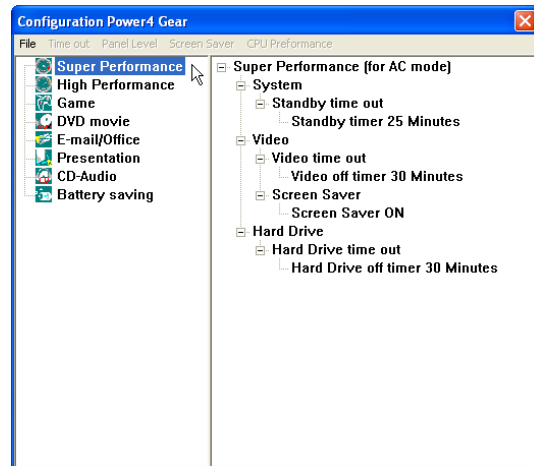 Configuration Power4 Gear
File Time out Panel Level Screen Saver CPU Preformance
Super Performance
High Performance
Game
DVD movie
E-mail/Office
Presentation
CD-Audio
Battery saving
Super Performance (for AC mode)
System
Standby time out
Standby timer 25 Minutes
Video
Video time out
Video off timer 30 Minutes
Screen Saver
Screen Saver ON
Hard Drive
Hard Drive time out
Hard Drive off timer 30 Minutes